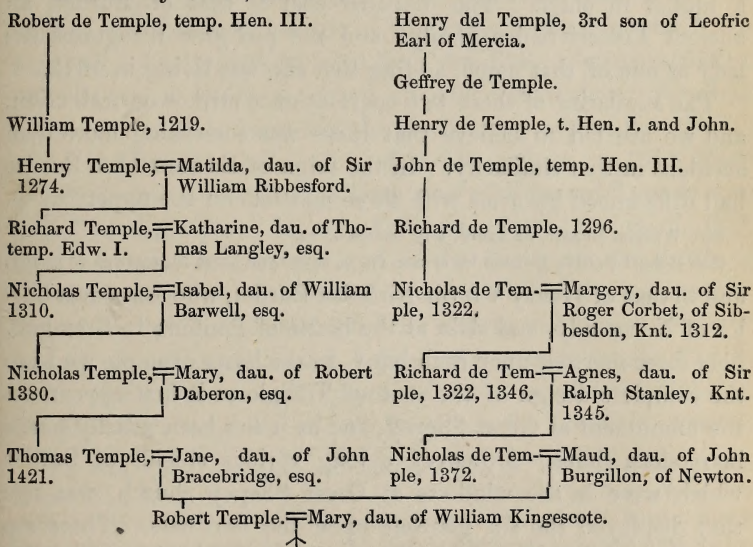 Robert de Temple, temp. Hen. III.
William Temple, 1219.
Henry Temple,
1274.
Matilda, dau. of Sir
William Ribbesford.
Richard Temple,
temp. Edw. I.
Katharine, dau. of Tho-
mas Langley, esq.
Nicholas Temple,
1310.
Isabel, dau. of William
Barwell, esq.
Nicholas Temple,
1380.
Mary, dau. of Robert
Daberon, esq.
Thomas Temple,
1421.
Jane, dau. of John
Bracebridge, esq.
Henry del Temple, 3rd son of Leofric
Earl of Mercia.
Geffrey de Temple.
Henry de Temple, t. Hen. I. and John.
John de Temple, temp. Hen. III.
Richard de Temple, 1296.
Nicholas de Tem-
ple, 1322.
Margery, dau. of Sir
Roger Corbet, of Sib-
besdon, Knt. 1312.
Richard de Tem-
ple, 1322, 1346.
Agnes, dau. of Sir
Ralph Stanley, Knt.
1345.
Nicholas de Tem-
ple, 1372.
Maud, dau. of John
Burgillon, of Newton.
Robert Temple.
Mary, dau. of William Kingescote.